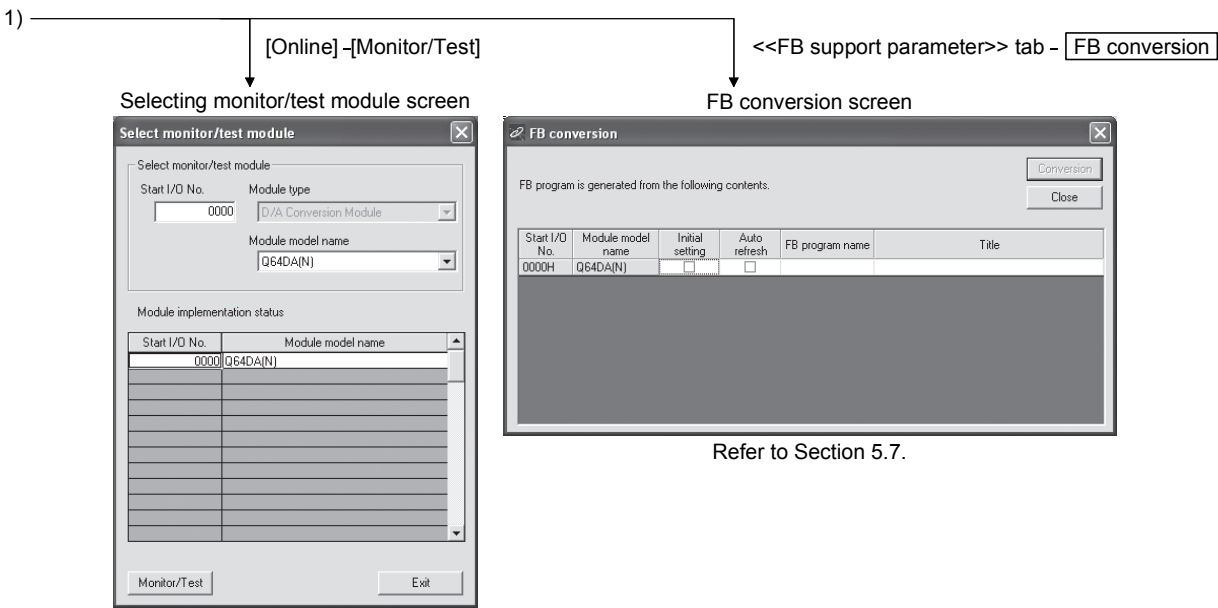 1)
[Online] -[Monitor/Test]
<<FB support parameter>> tab - FB conversion
Selecting monitor/test module screen
FB conversion screen
Select monitor/test module
Select monitor/test module
Start I/O No. Module type
0000 D/A Conversion Module
Module model name
Q64DA(N)
Module implementation status
Start I/O No. Module model name
0000 Q64DA(N)
Monitor/Test Exit
FB conversion
Conversion
FB program is generated from the following contents.
Close
Start I/O No. Module model name Initial setting Auto refresh FB program name Title
0000H Q64DA(N)
Refer to Section 5.7.